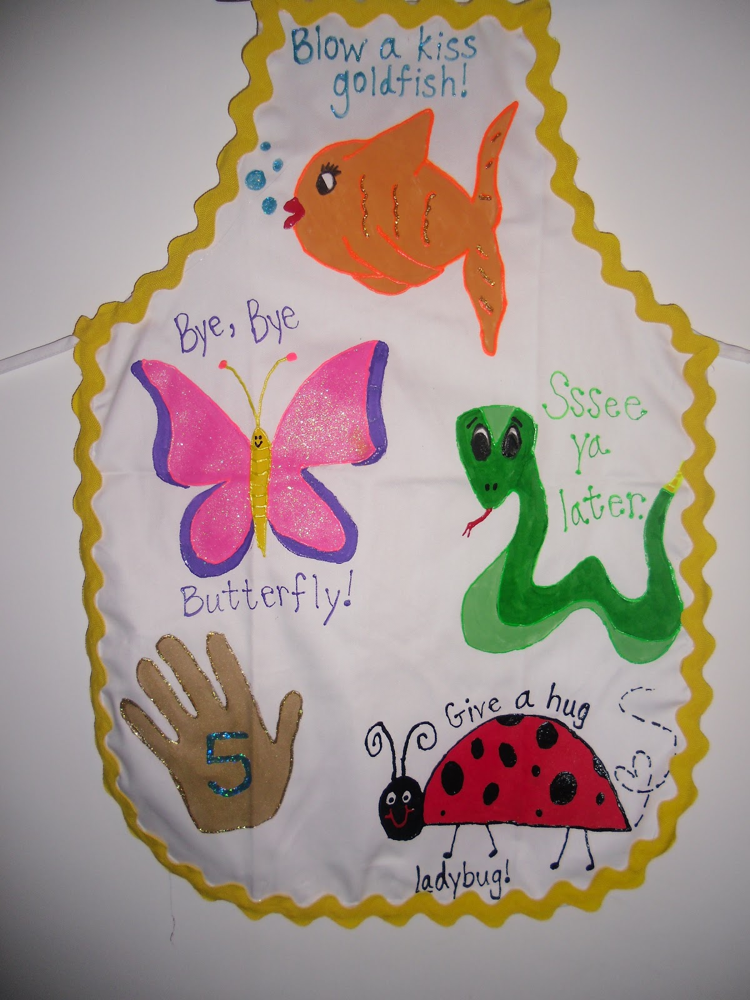 Blow a kiss
goldfish!
Bye, Bye
Butterfly!
Sssee
ya
later.
5
Give a hug
ladybug!